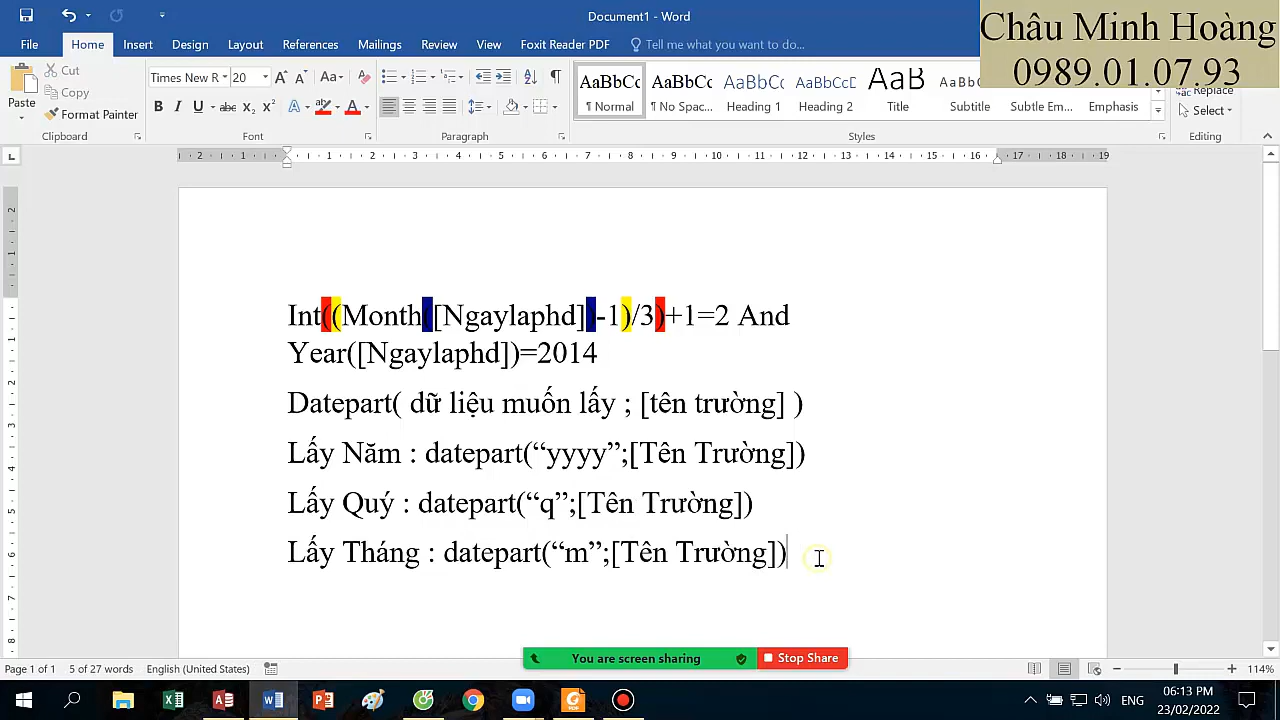 Document1 - Word
Châu Minh Hoàng
0989.01.07.93
File Home Insert Design Layout References Mailings Review View Foxit Reader PDF Tell me what you want to do...
Paste
Cut
Copy
Format Painter
Clipboard
Times New R 20
Font
Paragraph
AaBbCc AaBbCc AaBbCc AaBbCcC AaB AaBbC
¶ Normal ¶ No Spac... Heading 1 Heading 2 Title Subtitle Subtle Em... Emphasis
Styles
Replace
Select
Editing
Int((Month([Ngaylaphd])-1)/3)+1=2 And
Year([Ngaylaphd])=2014
Datepart( dữ liệu muốn lấy ; [tên trường] )
Lấy Năm : datepart(“yyyy”;[Tên Trường])
Lấy Quý : datepart(“q”;[Tên Trường])
Lấy Tháng : datepart(“m”;[Tên Trường])
You are screen sharing Stop Share
Page 1 of 1 5 of 27 words English (United States) 114%
ENG 06:13 PM
23/02/2022